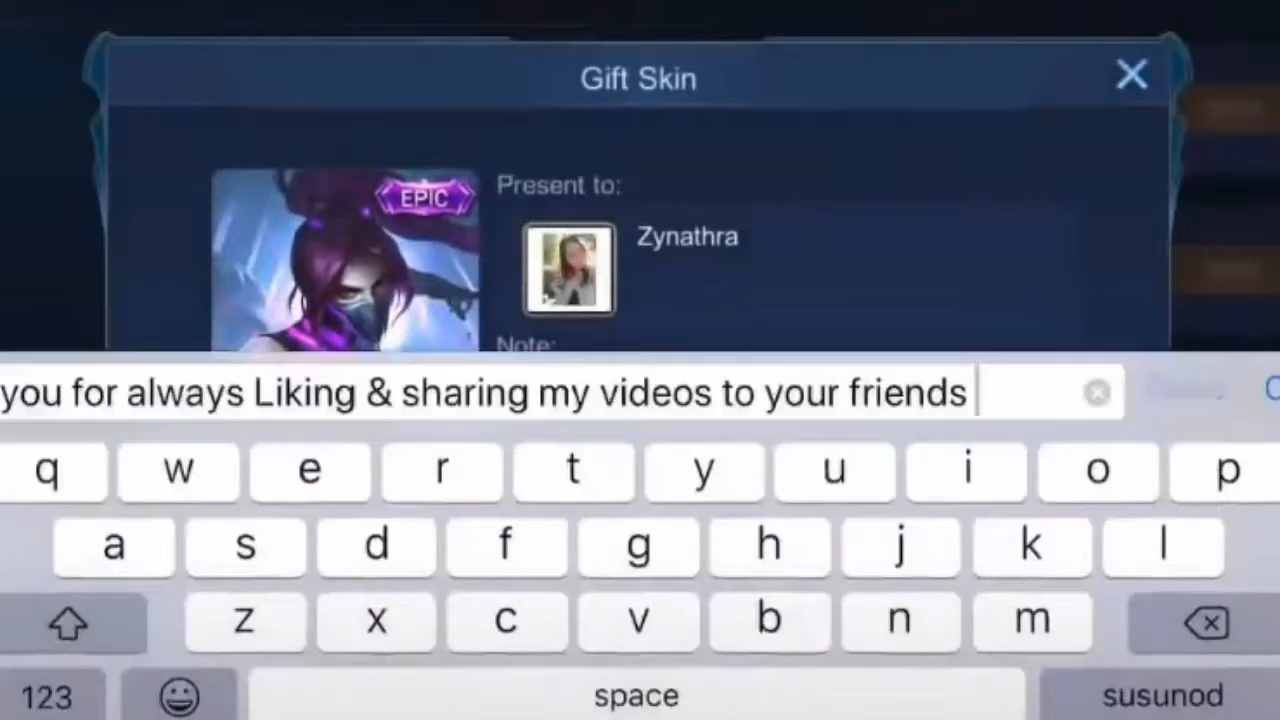 Gift Skin
EPIC
Present to:
Zynathra
Note:
you for always Liking & sharing my videos to your friends
q w e r t y u i o p
a s d f g h j k l
z x c v b n m
123 space susunod